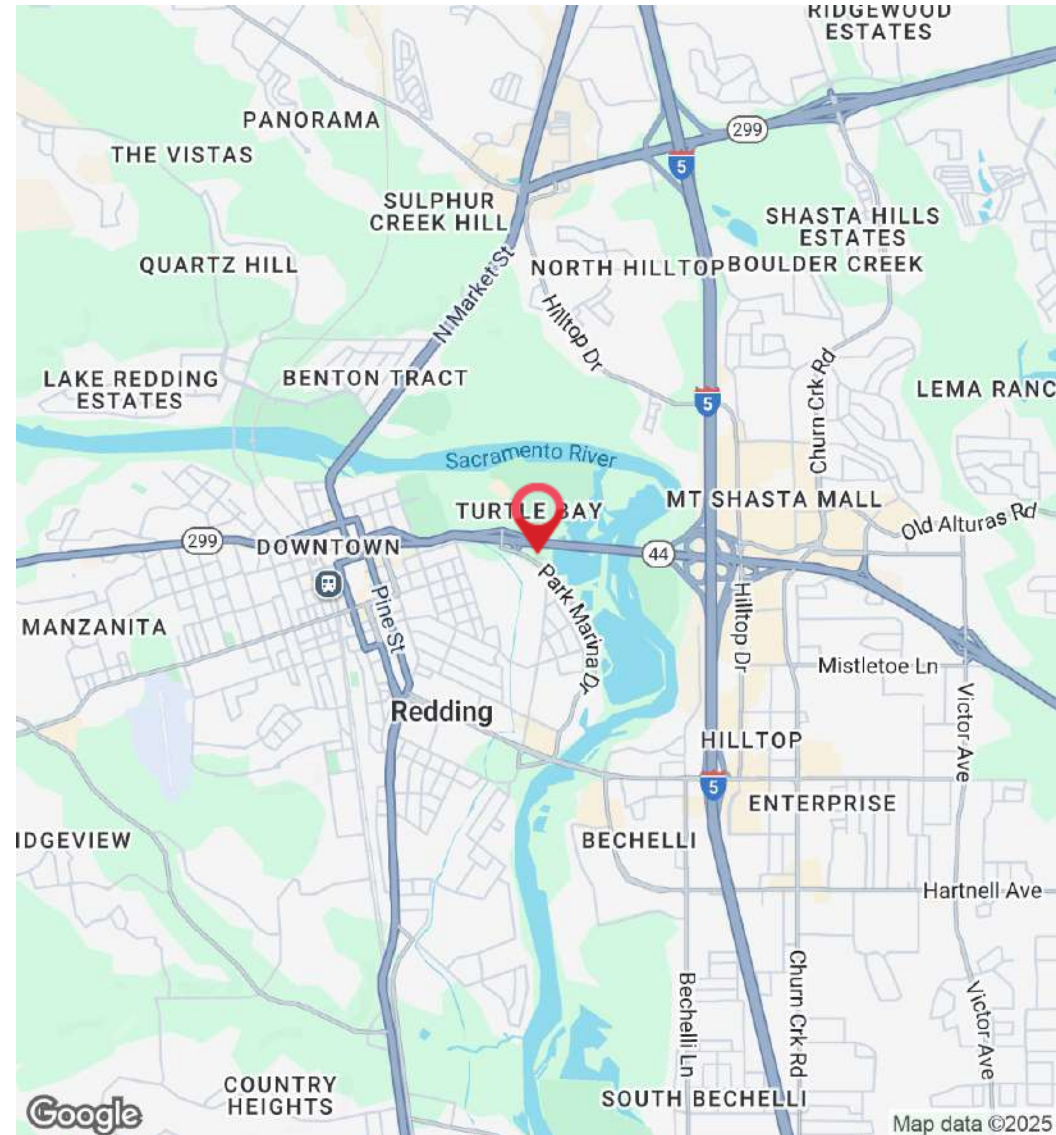 RIDGEWOOD
ESTATES
PANORAMA
299
THE VISTAS
5
SULPHUR
CREEK HILL
SHASTA HILLS
ESTATES
QUARTZ HILL
NORTH HILLTOP
BOULDER CREEK
N Market St
Hilltop Dr
Churn Crk Rd
LAKE REDDING
ESTATES
BENTON TRACT
LEMA RANC
5
Sacramento River
TURTLE BAY
MT SHASTA MALL
Old Alturas Rd
299
DOWNTOWN
44
Park Marina Dr
Pine St
Hilltop Dr
MANZANITA
Mistletoe Ln
Victor Ave
Redding
HILLTOP
5
ENTERPRISE
IDGEVIEW
BECHELLI
Hartnell Ave
Bechelli Ln
Churn Crk Rd
Victor Ave
COUNTRY
HEIGHTS
SOUTH BECHELLI
Google
Map data ©2025